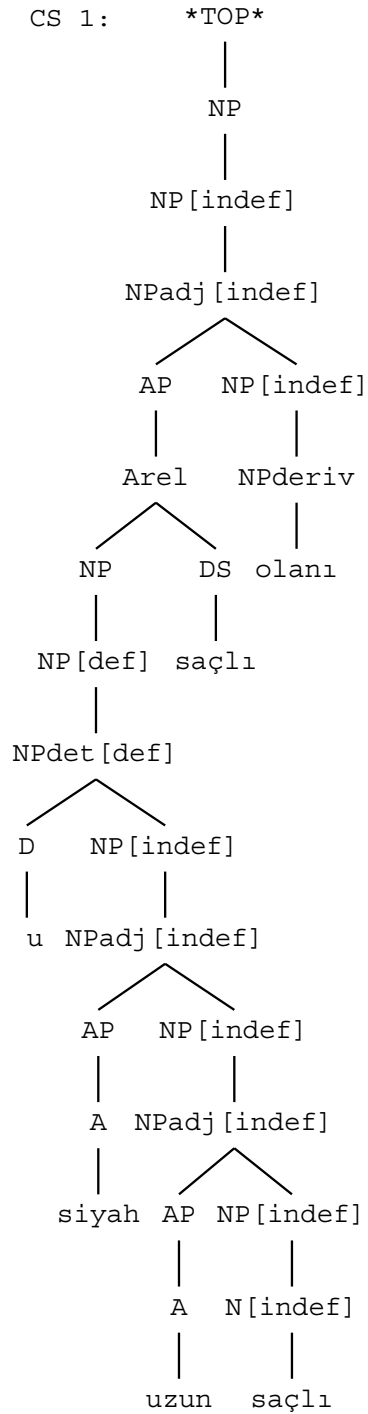 CS 1: *TOP*
NP
NP[indef]
NPadj[indef]
AP NP[indef]
Arel NPderiv
NP DS olanı
NP[def] saçlı
NPdet[def]
D NP[indef]
u NPadj[indef]
AP NP[indef]
A NPadj[indef]
siyah AP NP[indef]
A N[indef]
uzun saçlı